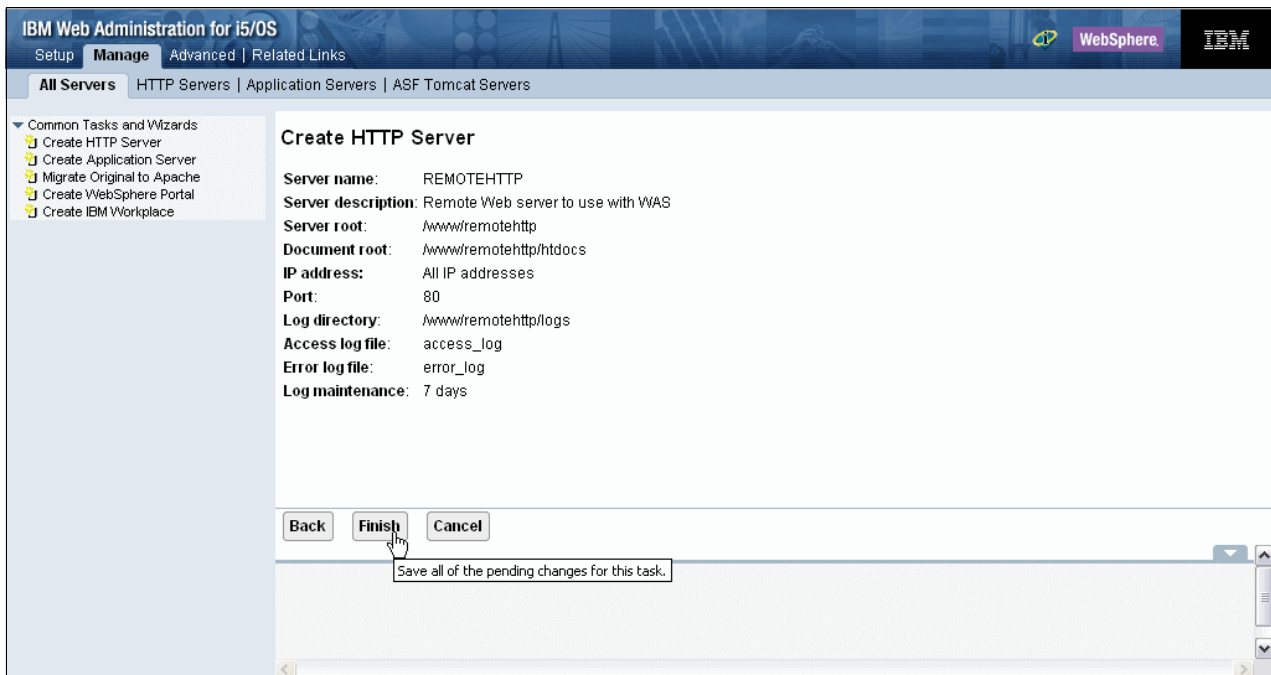 IBM Web Administration for i5/OS
Setup Manage Advanced | Related Links
WebSphere.
IBM
All Servers HTTP Servers | Application Servers | ASF Tomcat Servers
Common Tasks and Wizards
Create HTTP Server
Create Application Server
Migrate Original to Apache
Create WebSphere Portal
Create IBM Workplace
Create HTTP Server
Server name: REMOTEHTTP
Server description: Remote Web server to use with WAS
Server root: /www/remotehttp
Document root: /www/remotehttp/htdocs
IP address: All IP addresses
Port: 80
Log directory: /www/remotehttp/logs
Access log file: access_log
Error log file: error_log
Log maintenance: 7 days
Back Finish Cancel
Save all of the pending changes for this task.